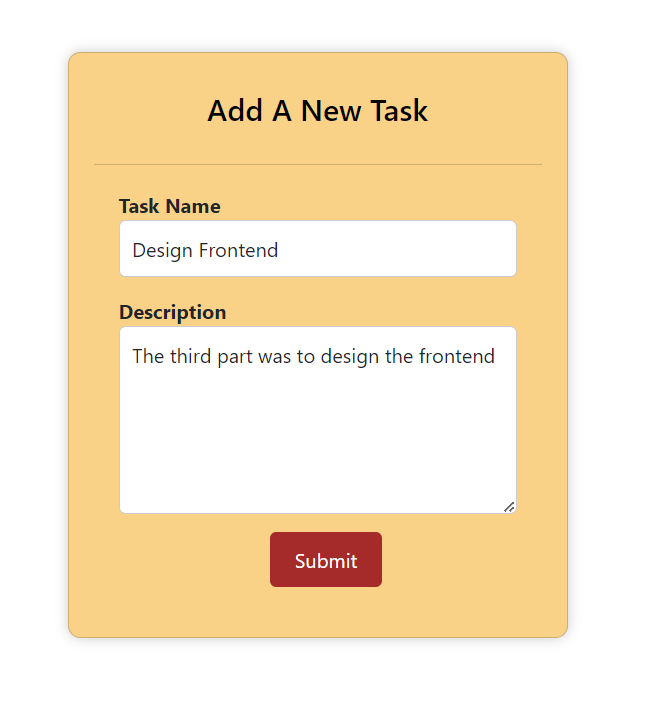 Add A New Task
Task Name
Design Frontend
Description
The third part was to design the frontend
Submit